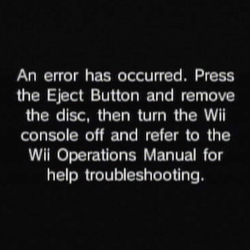 An error has occurred. Press
the Eject Button and remove
the disc, then turn the Wii
console off and refer to the
Wii Operations Manual for
help troubleshooting.